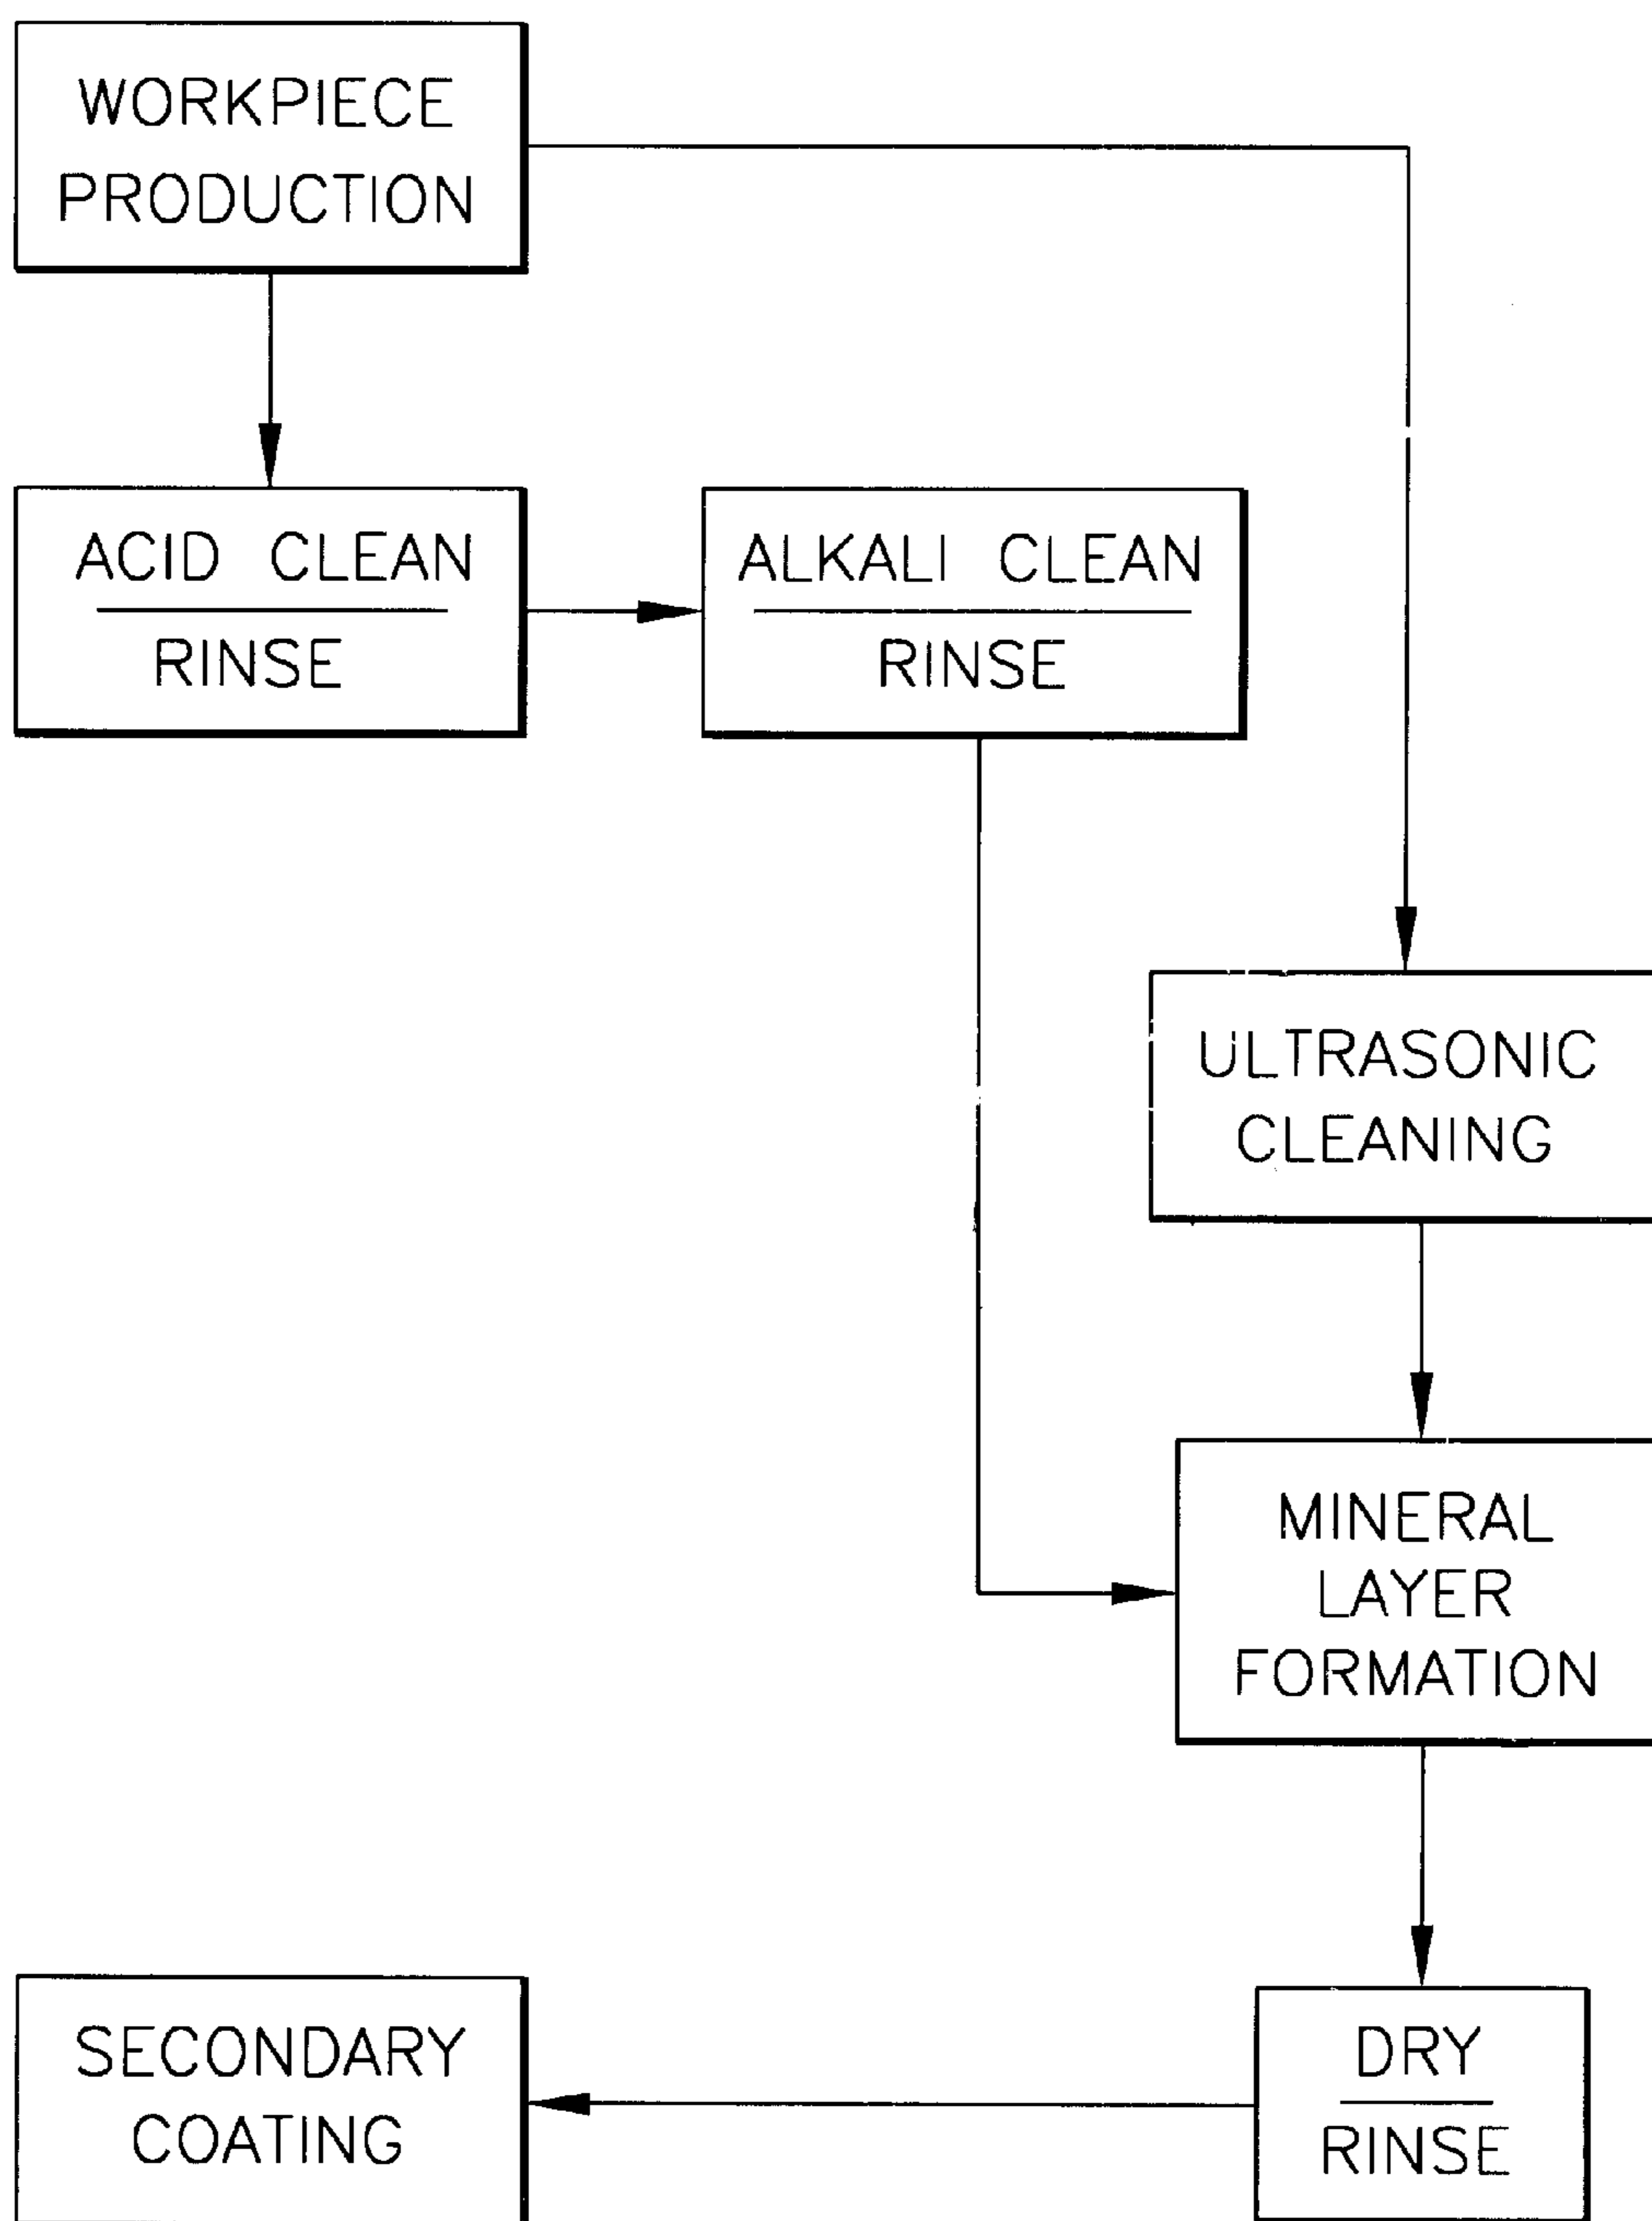 WORKPIECE
PRODUCTION
ACID CLEAN
RINSE
ALKALI CLEAN
RINSE
ULTRASONIC
CLEANING
MINERAL
LAYER
FORMATION
SECONDARY
COATING
DRY
RINSE